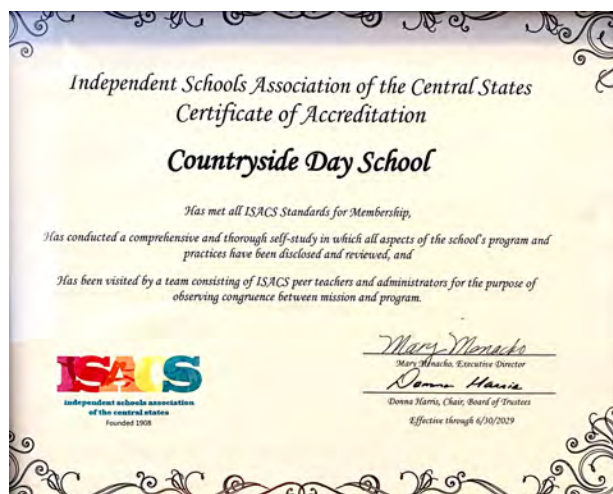 Independent Schools Association of the Central States
Certificate of Accreditation
Countryside Day School
Has met all ISACS Standards for Membership,
Has conducted a comprehensive and thorough self-study in which all aspects of the school's program and
practices have been disclosed and reviewed, and
Has been visited by a team consisting of ISACS peer teachers and administrators for the purpose of
observing congruence between mission and program.
Mary Menacho
Mary Menacho, Executive Director
Donna Harris
Donna Harris, Chair, Board of Trustees
Effective through 6/30/2029
ISACS
independent schools association
of the central states
Founded 1908